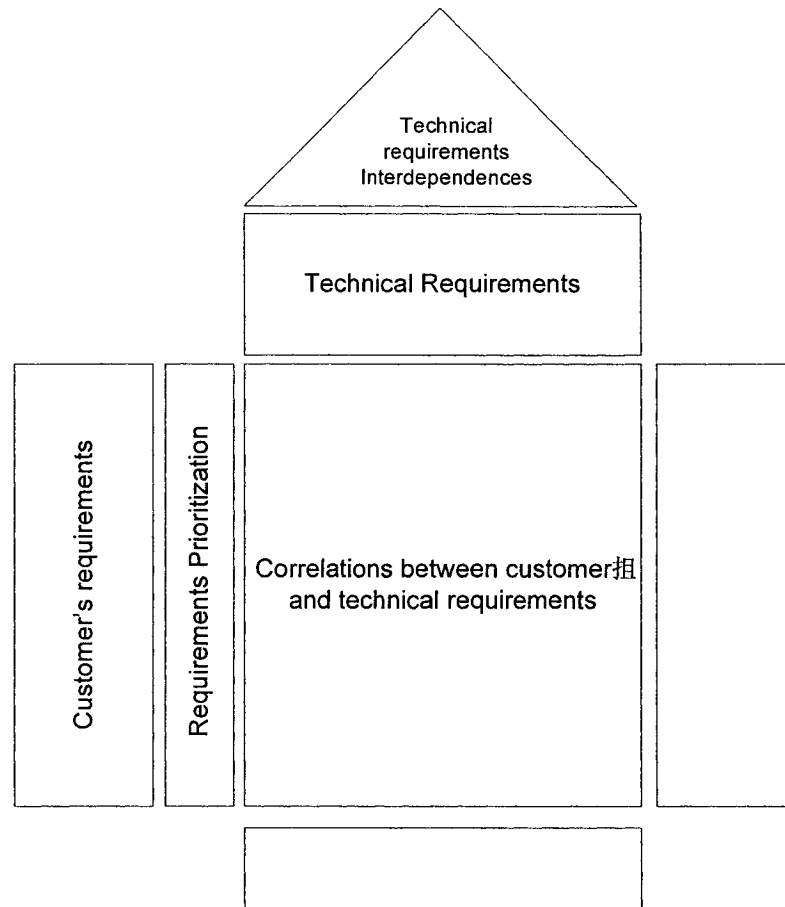 Technical
requirements
Interdependences
Technical Requirements
Customer's requirements
Requirements Prioritization
Correlations between customer担
and technical requirements